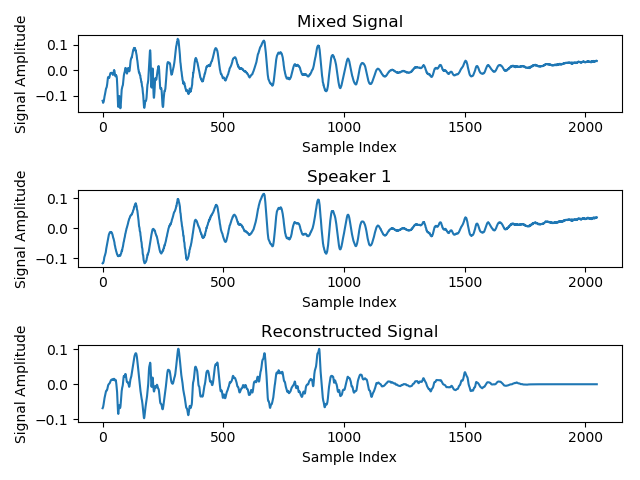 Mixed Signal
Signal Amplitude
0.1
0.0
−0.1
0 500 1000 1500 2000
Sample Index
Speaker 1
Signal Amplitude
0.1
0.0
−0.1
0 500 1000 1500 2000
Sample Index
Reconstructed Signal
Signal Amplitude
0.1
0.0
−0.1
0 500 1000 1500 2000
Sample Index